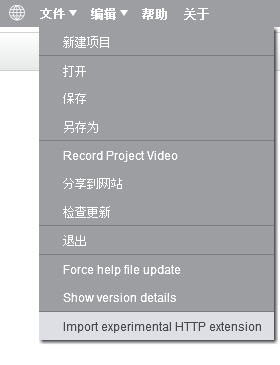 文件 编辑 帮助 关于
新建项目
打开
保存
另存为
Record Project Video
分享到网站
检查更新
退出
Force help file update
Show version details
Import experimental HTTP extension